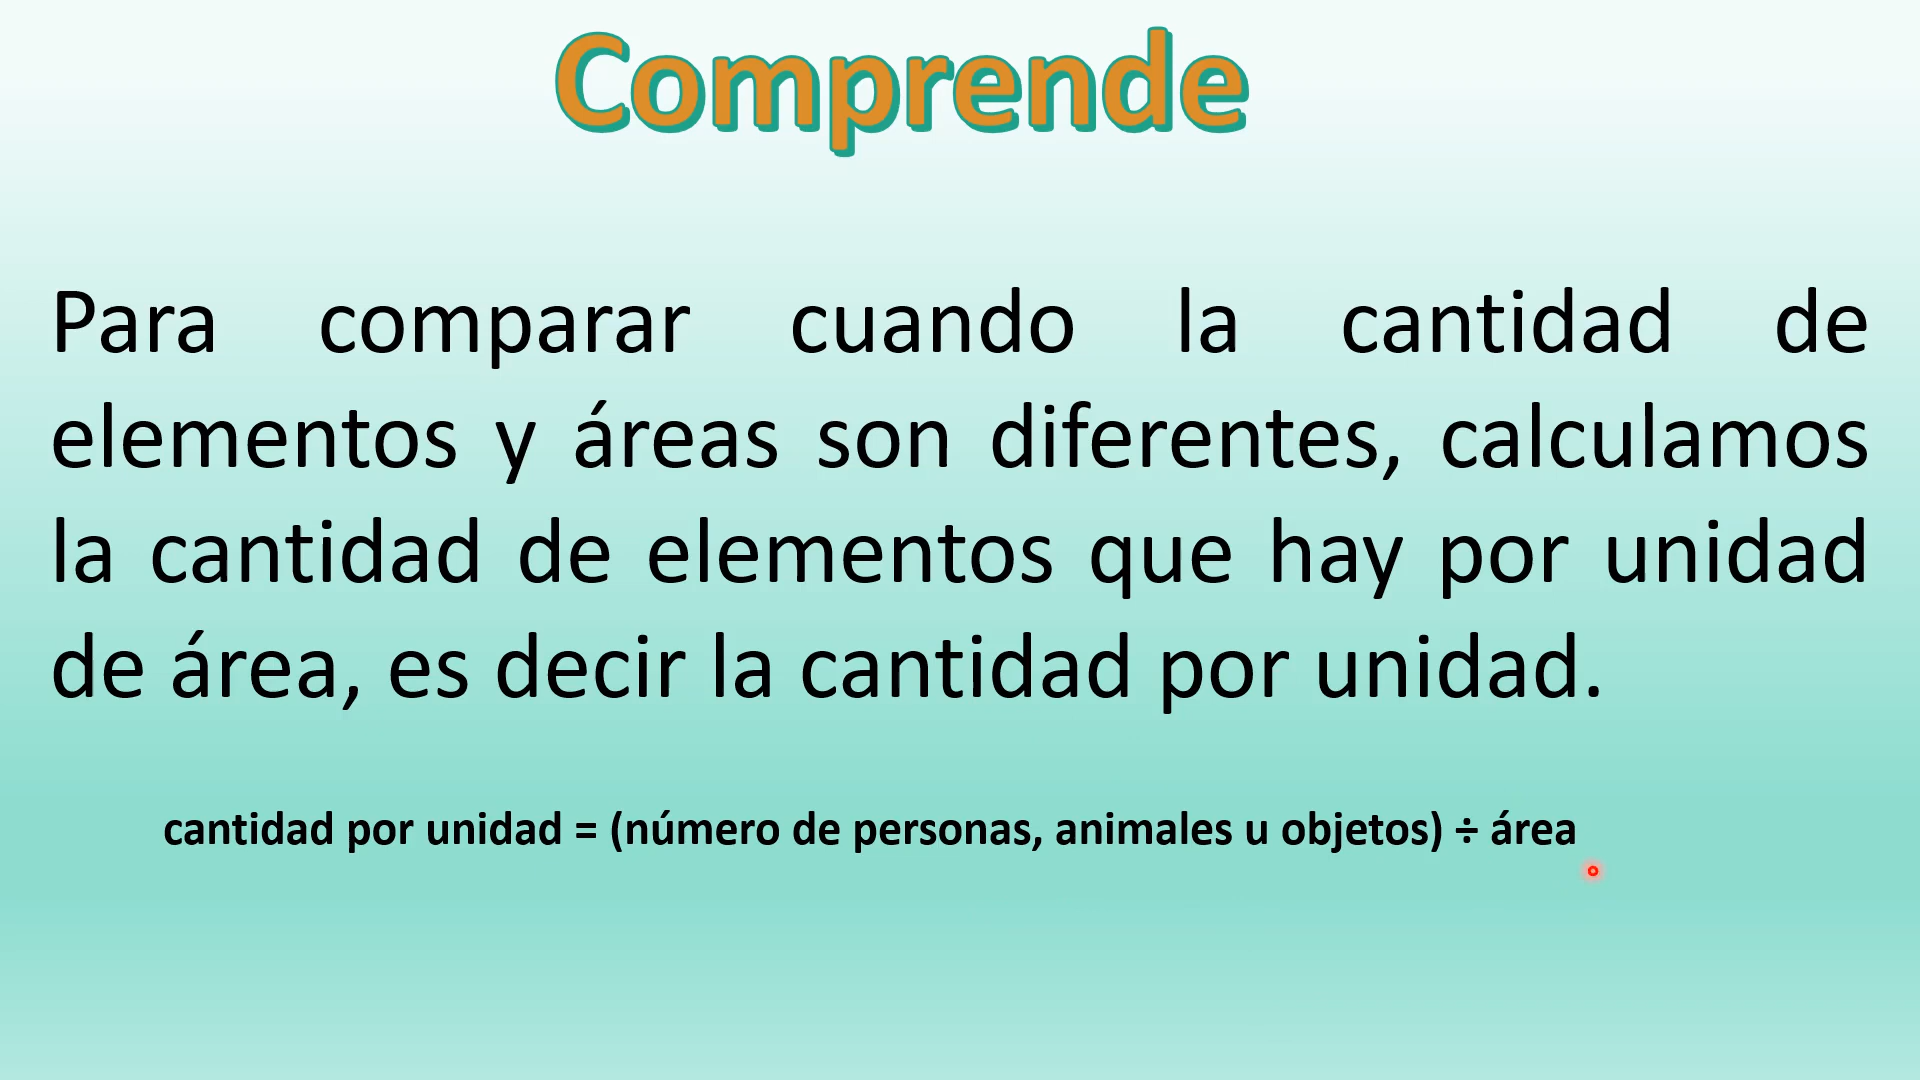 Comprende
Para comparar cuando la cantidad de
elementos y áreas son diferentes, calculamos
la cantidad de elementos que hay por unidad
de área, es decir la cantidad por unidad.
cantidad por unidad = (número de personas, animales u objetos) ÷ área